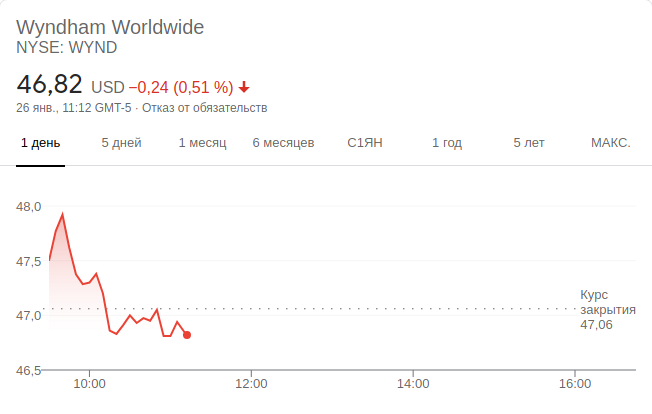 Wyndham Worldwide
NYSE: WYND
46,82 USD −0,24 (0,51 %)
26 янв., 11:12 GMT-5 · Отказ от обязательств
1 день 5 дней 1 месяц 6 месяцев С1ЯН 1 год 5 лет МАКС.
48,0
47,5
47,0
46,5
Курс
закрытия
47,06
10:00 12:00 14:00 16:00